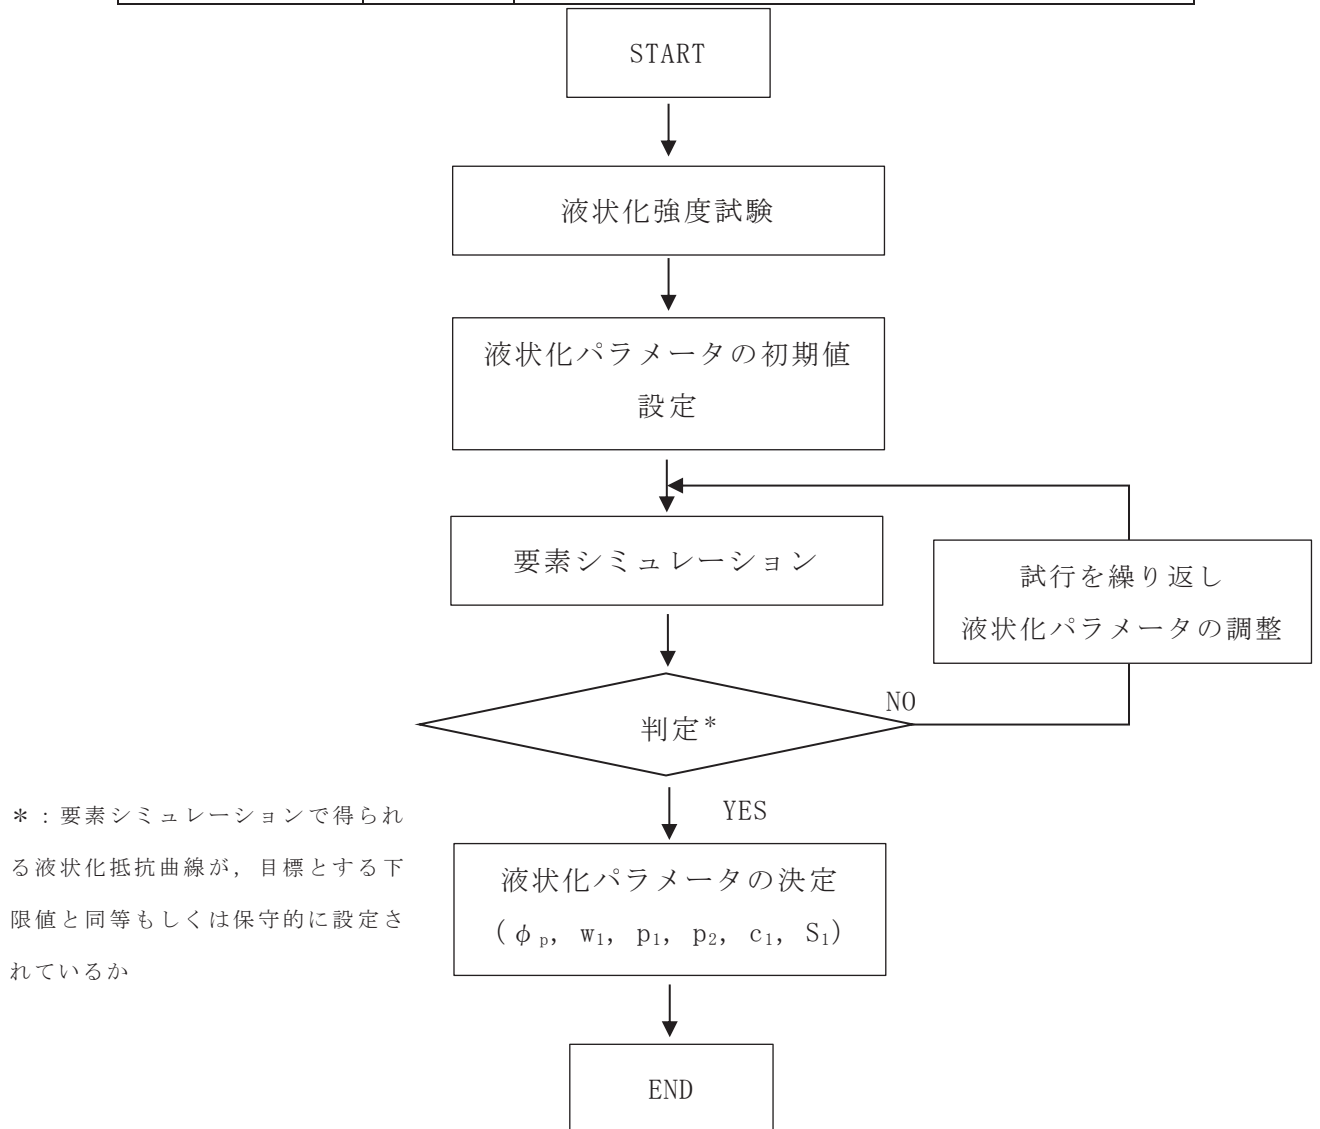 START
液状化強度試験
液状化パラメータの初期値
設定
要素シミュレーション
試行を繰り返し
液状化パラメータの調整
判定*
NO
YES
*：要素シミュレーションで得られ
る液状化抵抗曲線が，目標とする下
限値と同等もしくは保守的に設定さ
れているか
液状化パラメータの決定
（φp, w1, p1, p2, c1, S1）
END